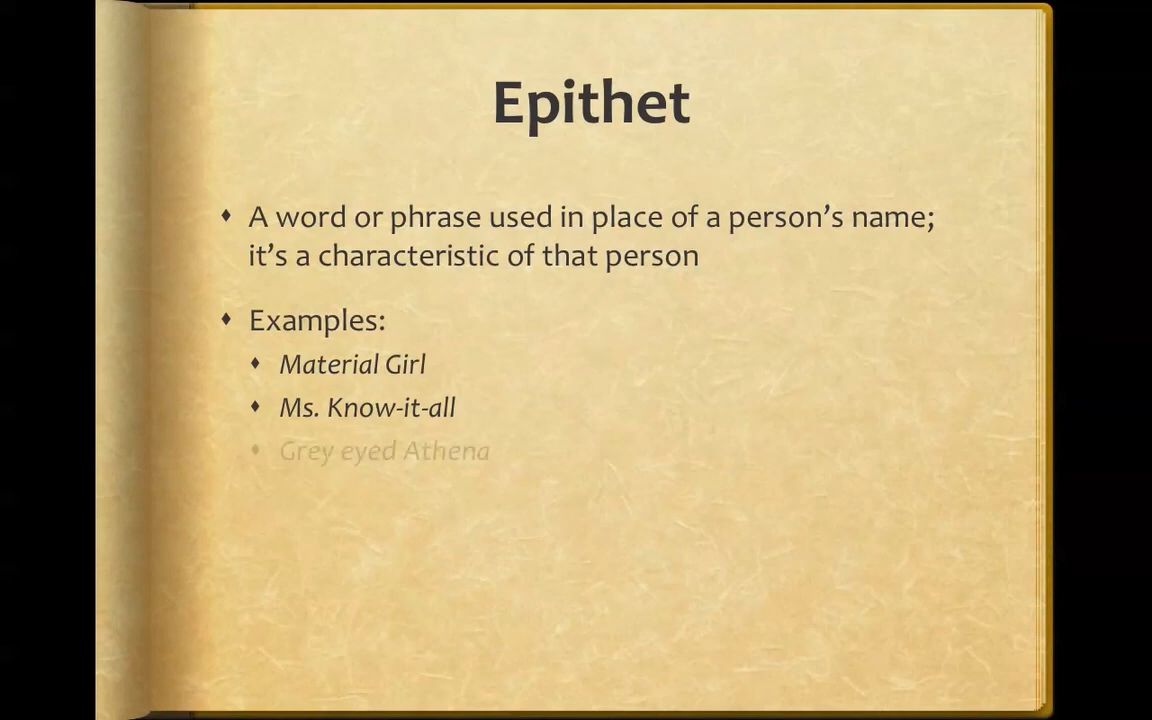 Epithet
A word or phrase used in place of a person’s name;
it’s a characteristic of that person
Examples:
Material Girl
Ms. Know-it-all
Grey eyed Athena